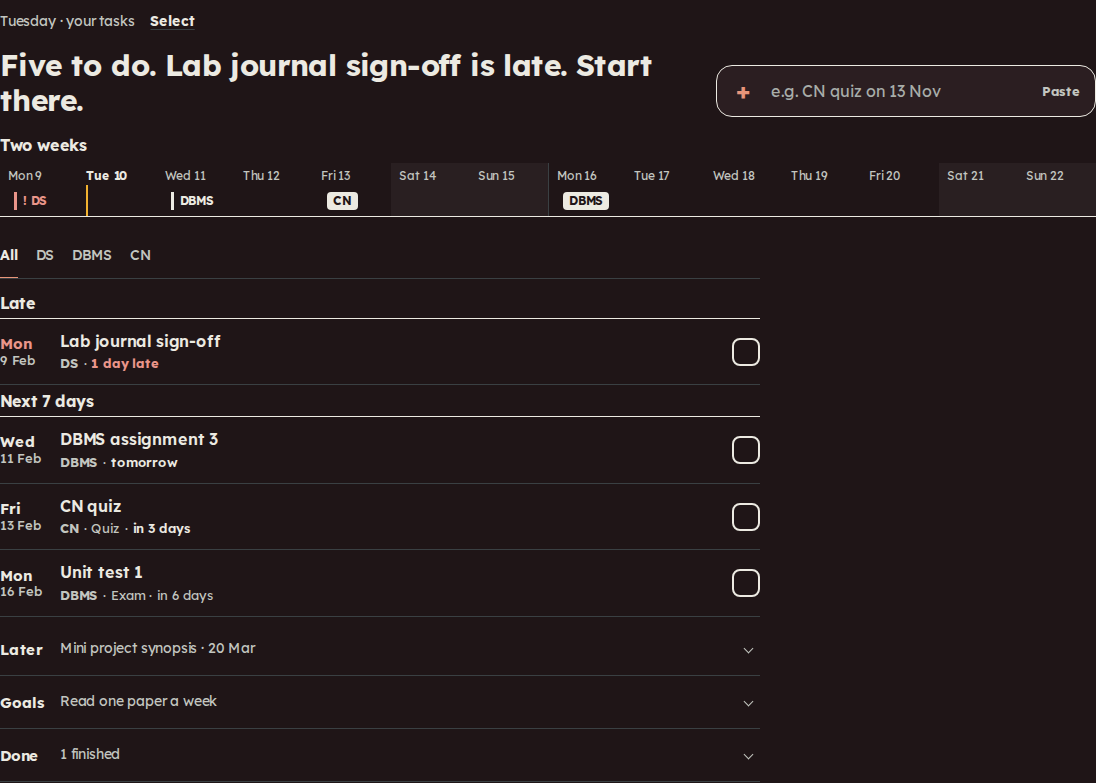 Tuesday · your tasks Select
Five to do. Lab journal sign-off is late. Start
there.
+ e.g. CN quiz on 13 Nov Paste
Two weeks
Mon 9 Tue 10 Wed 11 Thu 12 Fri 13 Sat 14 Sun 15 Mon 16 Tue 17 Wed 18 Thu 19 Fri 20 Sat 21 Sun 22
! DS DBMS CN DBMS
All DS DBMS CN
Late
Mon Lab journal sign-off
9 Feb DS · 1 day late
Next 7 days
Wed DBMS assignment 3
11 Feb DBMS · tomorrow
Fri CN quiz
13 Feb CN · Quiz · in 3 days
Mon Unit test 1
16 Feb DBMS · Exam · in 6 days
Later Mini project synopsis · 20 Mar
Goals Read one paper a week
Done 1 finished